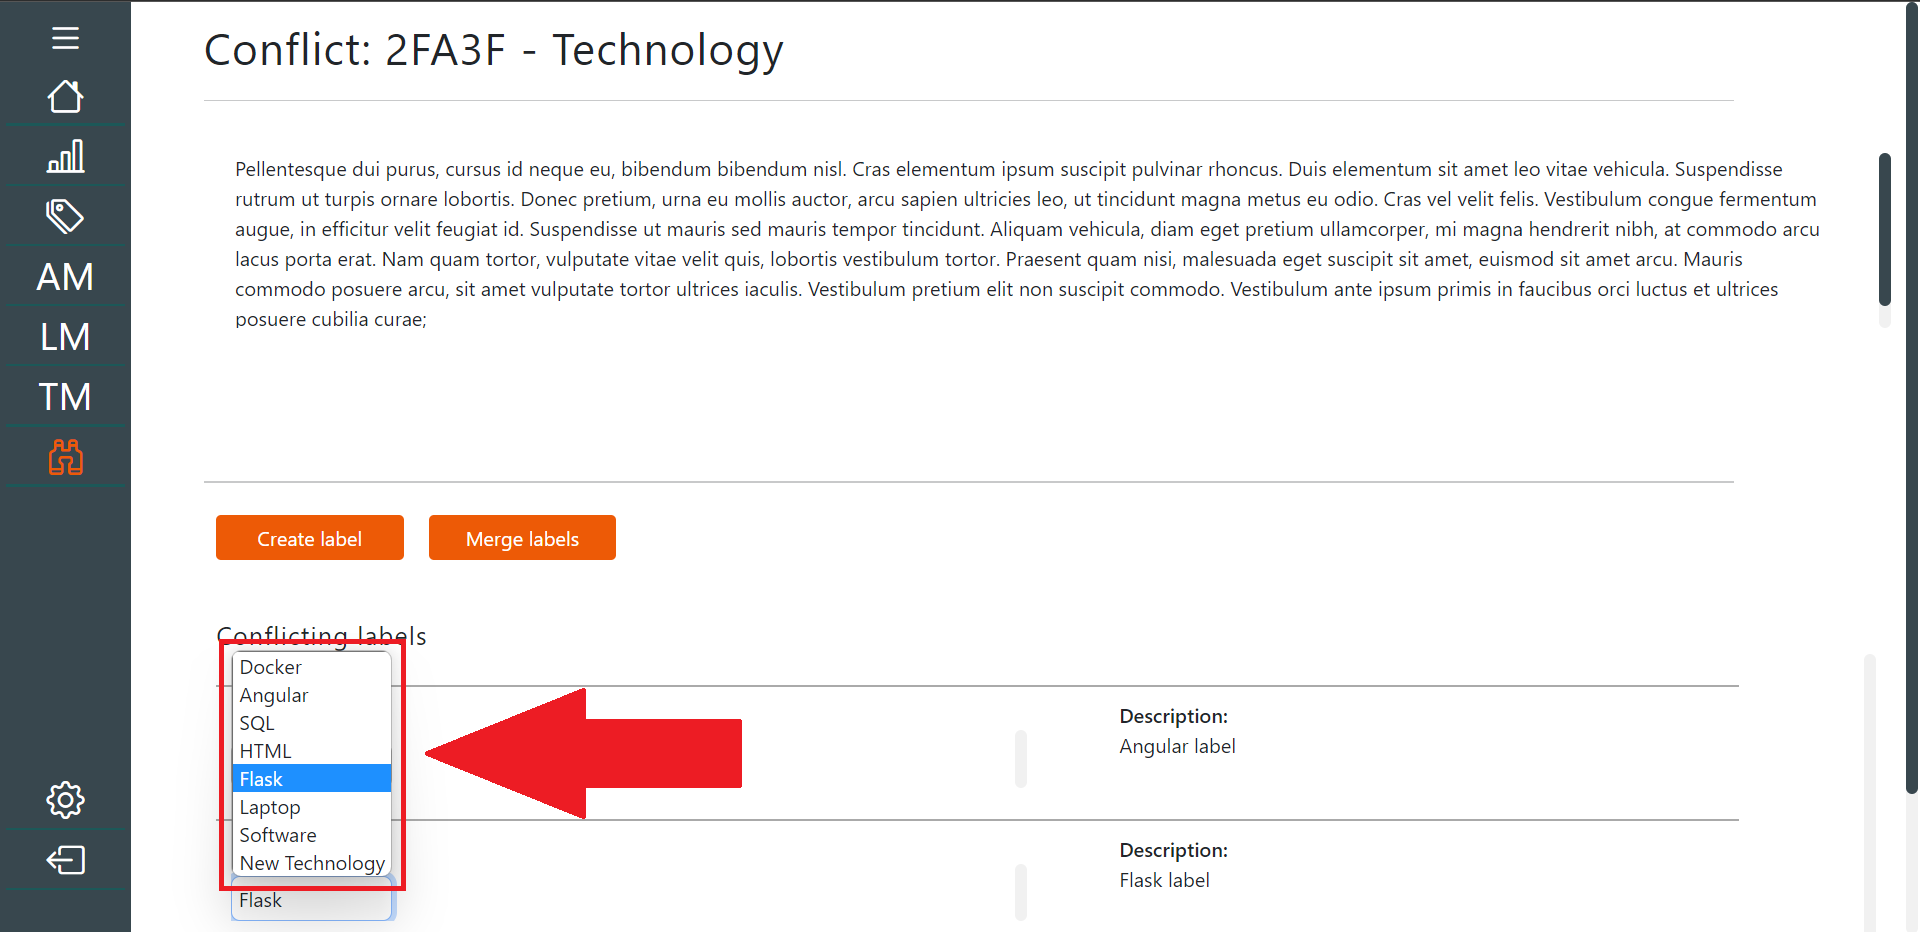 Conflict: 2FA3F - Technology
Pellentesque dui purus, cursus id neque eu, bibendum bibendum nisl. Cras elementum ipsum suscipit pulvinar rhoncus. Duis elementum sit amet leo vitae vehicula. Suspendisse
rutrum ut turpis ornare lobortis. Donec pretium, urna eu mollis auctor, arcu sapien ultricies leo, ut tincidunt magna metus eu odio. Cras vel velit felis. Vestibulum congue fermentum
augue, in efficitur velit feugiat id. Suspendisse ut mauris sed mauris tempor tincidunt. Aliquam vehicula, diam eget pretium ullamcorper, mi magna hendrerit nibh, at commodo arcu
lacus porta erat. Nam quam tortor, vulputate vitae velit quis, lobortis vestibulum tortor. Praesent quam nisi, malesuada eget suscipit sit amet, euismod sit amet arcu. Mauris
commodo posuere arcu, sit amet vulputate tortor ultrices iaculis. Vestibulum pretium elit non suscipit commodo. Vestibulum ante ipsum primis in faucibus orci luctus et ultrices
posuere cubilia curae;
AM
LM
TM
Create label
Merge labels
Conflicting labels
Docker
Angular
SQL
HTML
Flask
Laptop
Software
New Technology
Flask
Description:
Angular label
Description:
Flask label